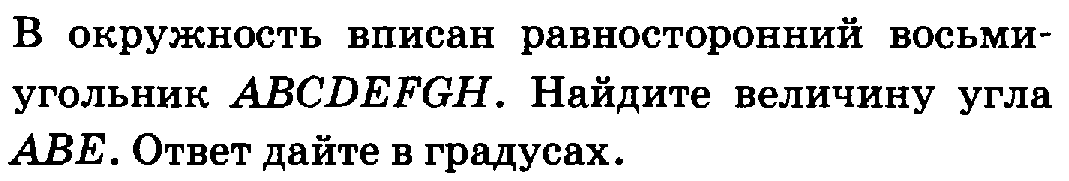 В окружность вписан равносторонний восьми-
угольник ABCDEFGH. Найдите величину угла
ABE. Ответ дайте в градусах.